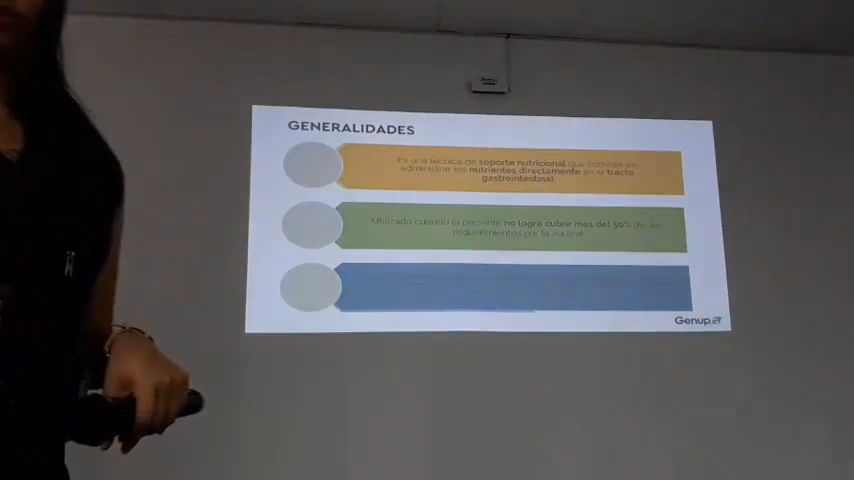 GENERALIDADES
Es una técnica de soporte nutricional que consiste en
administrar los nutrientes directamente en el tracto
gastrointestinal.
Utilizado cuando el paciente no logra cubrir más del 50% de los
requerimientos por la vía oral
Genup